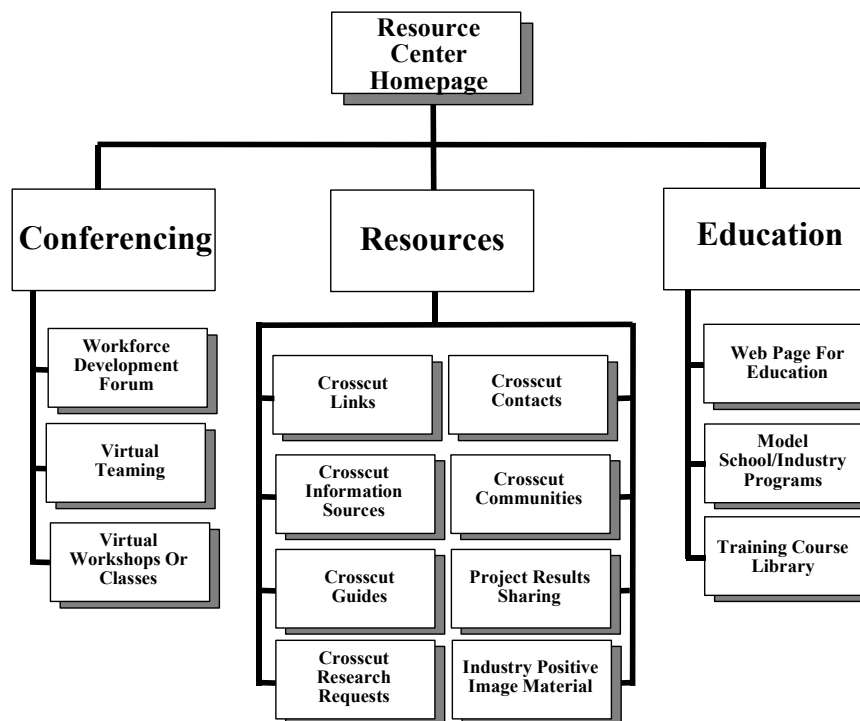 Resource
Center
Homepage
Conferencing
Resources
Education
Workforce
Development
Forum
Virtual
Teaming
Virtual
Workshops Or
Classes
Crosscut
Links
Crosscut
Contacts
Crosscut
Information
Sources
Crosscut
Communities
Crosscut
Guides
Project Results
Sharing
Crosscut
Research
Requests
Industry Positive
Image Material
Web Page For
Education
Model
School/Industry
Programs
Training Course
Library